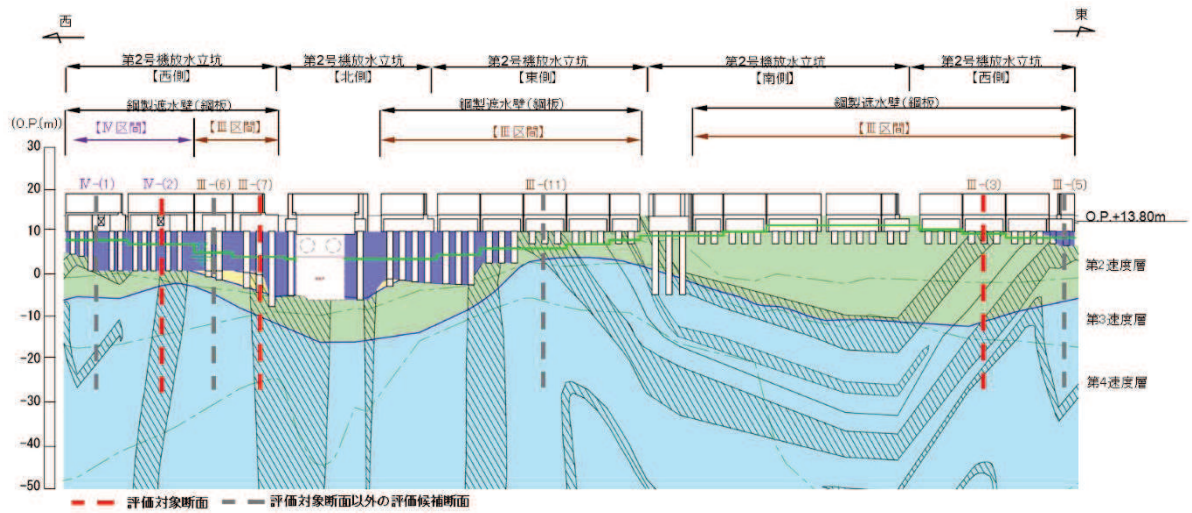 西
東
第2号機放水立坑 第2号機放水立坑 第2号機放水立坑 第2号機放水立坑 第2号機放水立坑
【西側】 【北側】 【東側】 【南側】 【西側】
鋼製遮水壁(鋼板) 鋼製遮水壁(鋼板) 鋼製遮水壁(鋼板)
(O.P.(m))
【Ⅳ区間】 【Ⅲ区間】 【Ⅲ区間】 【Ⅲ区間】
30
20
Ⅳ-(1) Ⅳ-(2) Ⅲ-(6) Ⅲ-(7) Ⅲ-(11) Ⅲ-(3) Ⅲ-(5)
O.P.+13.80m
10
第2速度層
0
-10
第3速度層
-20
第4速度層
-30
-40
-50
評価対象断面 評価対象断面以外の評価候補断面